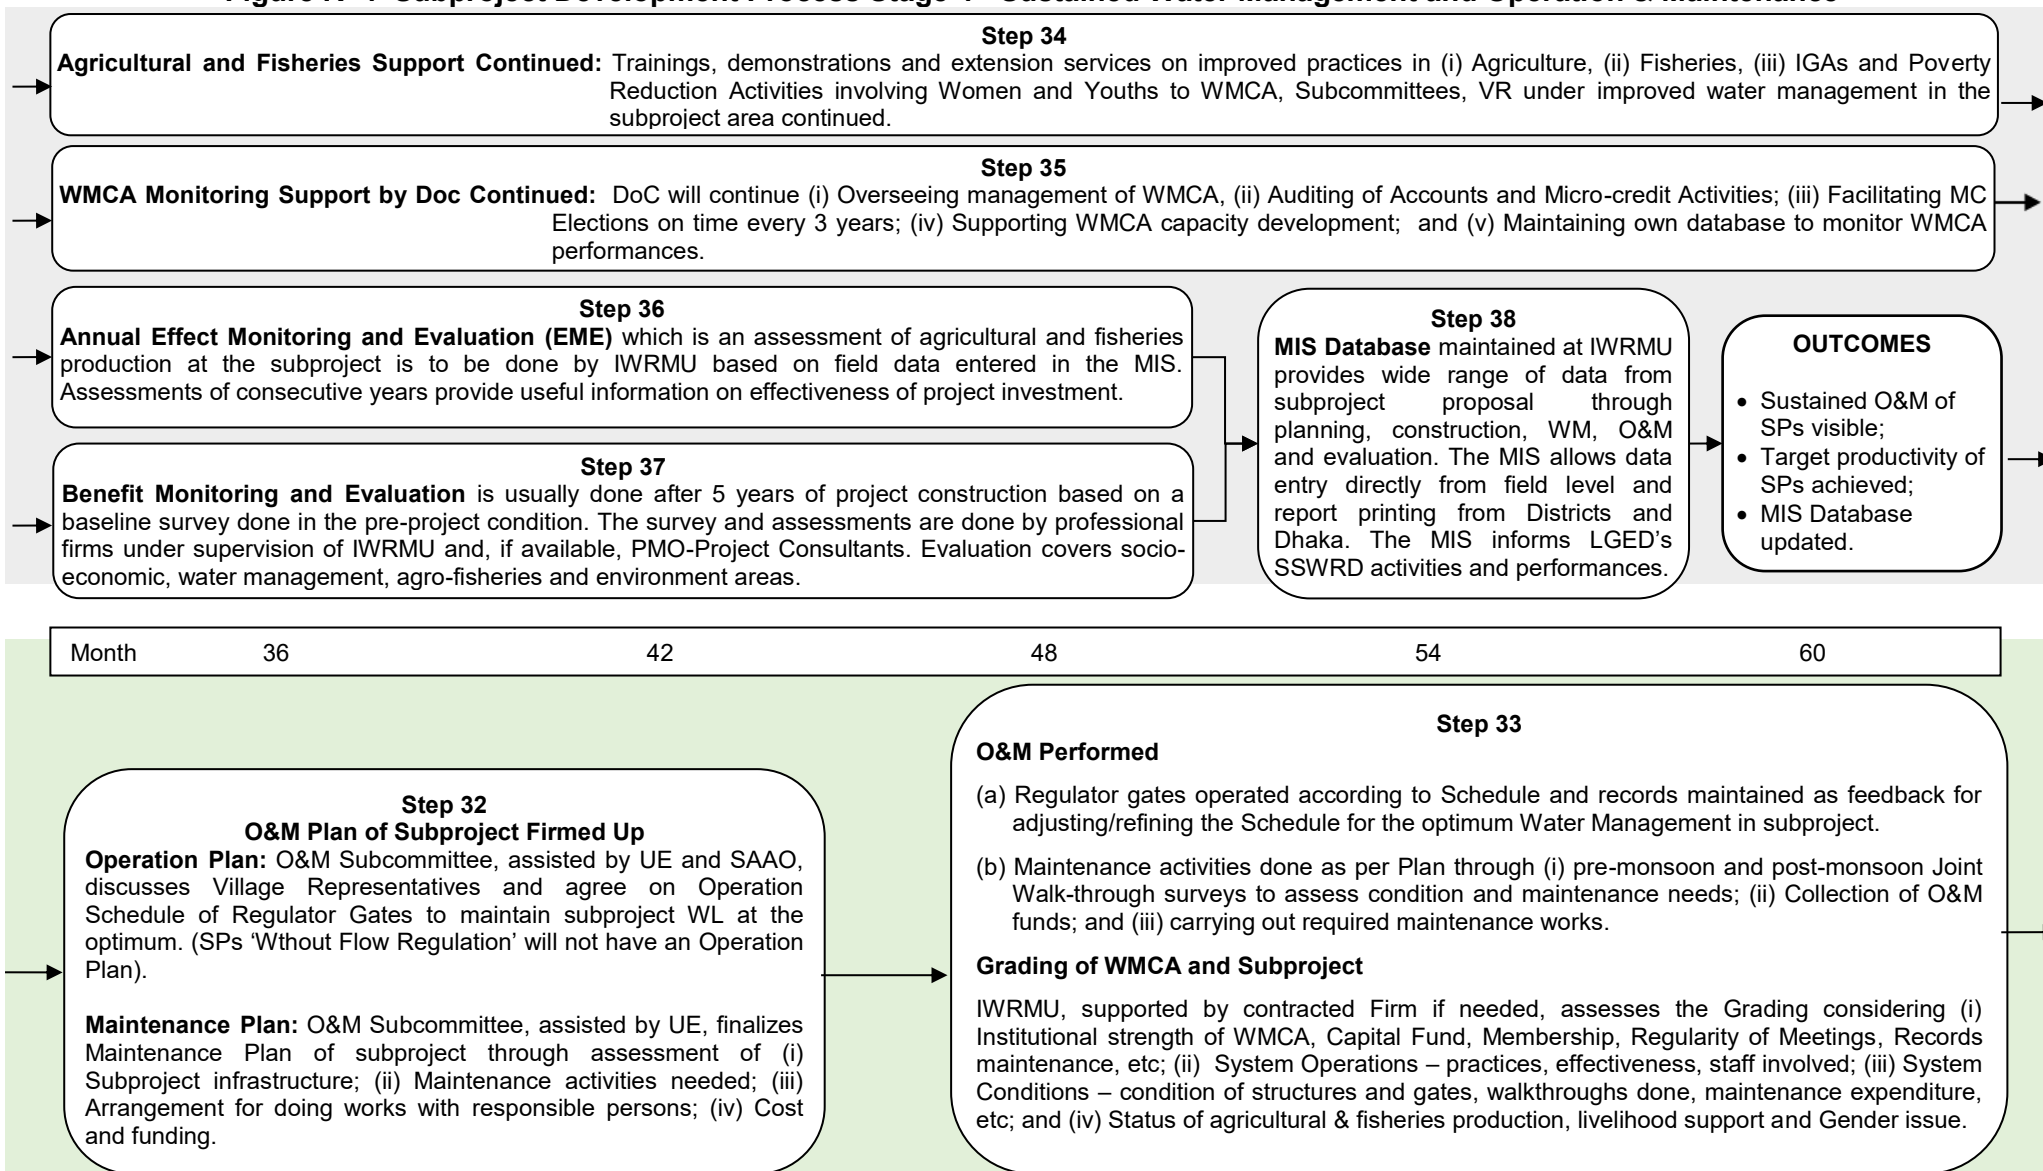 Figure IV-4 Subproject Development Process Stage 4 - Sustained Water Management and Operation & Maintenance
Step 34
Agricultural and Fisheries Support Continued: Trainings, demonstrations and extension services on improved practices in (i) Agriculture, (ii) Fisheries, (iii) IGAs and Poverty
Reduction Activities involving Women and Youths to WMCA, Subcommittees, VR under improved water management in the
subproject area continued.
Step 35
WMCA Monitoring Support by Doc Continued: DoC will continue (i) Overseeing management of WMCA, (ii) Auditing of Accounts and Micro-credit Activities; (iii) Facilitating MC
Elections on time every 3 years; (iv) Supporting WMCA capacity development; and (v) Maintaining own database to monitor WMCA
performances.
Step 36
Annual Effect Monitoring and Evaluation (EME) which is an assessment of agricultural and fisheries
production at the subproject is to be done by IWRMU based on field data entered in the MIS.
Assessments of consecutive years provide useful information on effectiveness of project investment.
Step 37
Benefit Monitoring and Evaluation is usually done after 5 years of project construction based on a
baseline survey done in the pre-project condition. The survey and assessments are done by professional
firms under supervision of IWRMU and, if available, PMO-Project Consultants. Evaluation covers socio-
economic, water management, agro-fisheries and environment areas.
Step 38
MIS Database maintained at IWRMU
provides wide range of data from
subproject proposal through
planning, construction, WM, O&M
and evaluation. The MIS allows data
entry directly from field level and
report printing from Districts and
Dhaka. The MIS informs LGED's
SSWRD activities and performances.
OUTCOMES
• Sustained O&M of
SPs visible;
• Target productivity of
SPs achieved;
• MIS Database
updated.
Month 36 42 48 54 60
Step 32
O&M Plan of Subproject Firmed Up
Operation Plan: O&M Subcommittee, assisted by UE and SAAO,
discusses Village Representatives and agree on Operation
Schedule of Regulator Gates to maintain subproject WL at the
optimum. (SPs 'Wthout Flow Regulation' will not have an Operation
Plan).
Maintenance Plan: O&M Subcommittee, assisted by UE, finalizes
Maintenance Plan of subproject through assessment of (i)
Subproject infrastructure; (ii) Maintenance activities needed; (iii)
Arrangement for doing works with responsible persons; (iv) Cost
and funding.
Step 33
O&M Performed
(a) Regulator gates operated according to Schedule and records maintained as feedback for
adjusting/refining the Schedule for the optimum Water Management in subproject.
(b) Maintenance activities done as per Plan through (i) pre-monsoon and post-monsoon Joint
Walk-through surveys to assess condition and maintenance needs; (ii) Collection of O&M
funds; and (iii) carrying out required maintenance works.
Grading of WMCA and Subproject
IWRMU, supported by contracted Firm if needed, assesses the Grading considering (i)
Institutional strength of WMCA, Capital Fund, Membership, Regularity of Meetings, Records
maintenance, etc; (ii) System Operations – practices, effectiveness, staff involved; (iii) System
Conditions – condition of structures and gates, walkthroughs done, maintenance expenditure,
etc; and (iv) Status of agricultural & fisheries production, livelihood support and Gender issue.